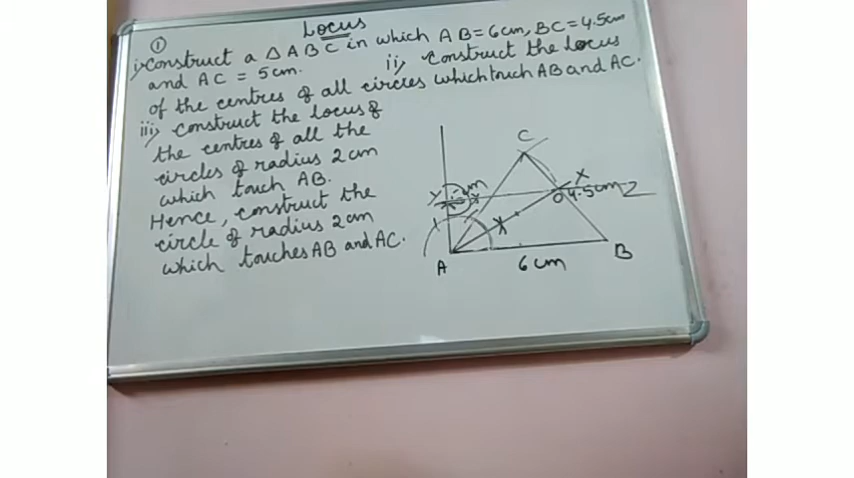 Locus
①
i, Construct a △ABC in which AB=6cm, BC=4.5cm
and AC = 5cm. ii, Construct the locus
of the centres of all circles which touch AB and AC.
iii, Construct the locus of
the centres of all the
circles of radius 2cm
which touch AB.
Hence, construct the
circle of radius 2cm
which touches AB and AC.
C
X
Y
O 4.5cm Z
A
6cm
B